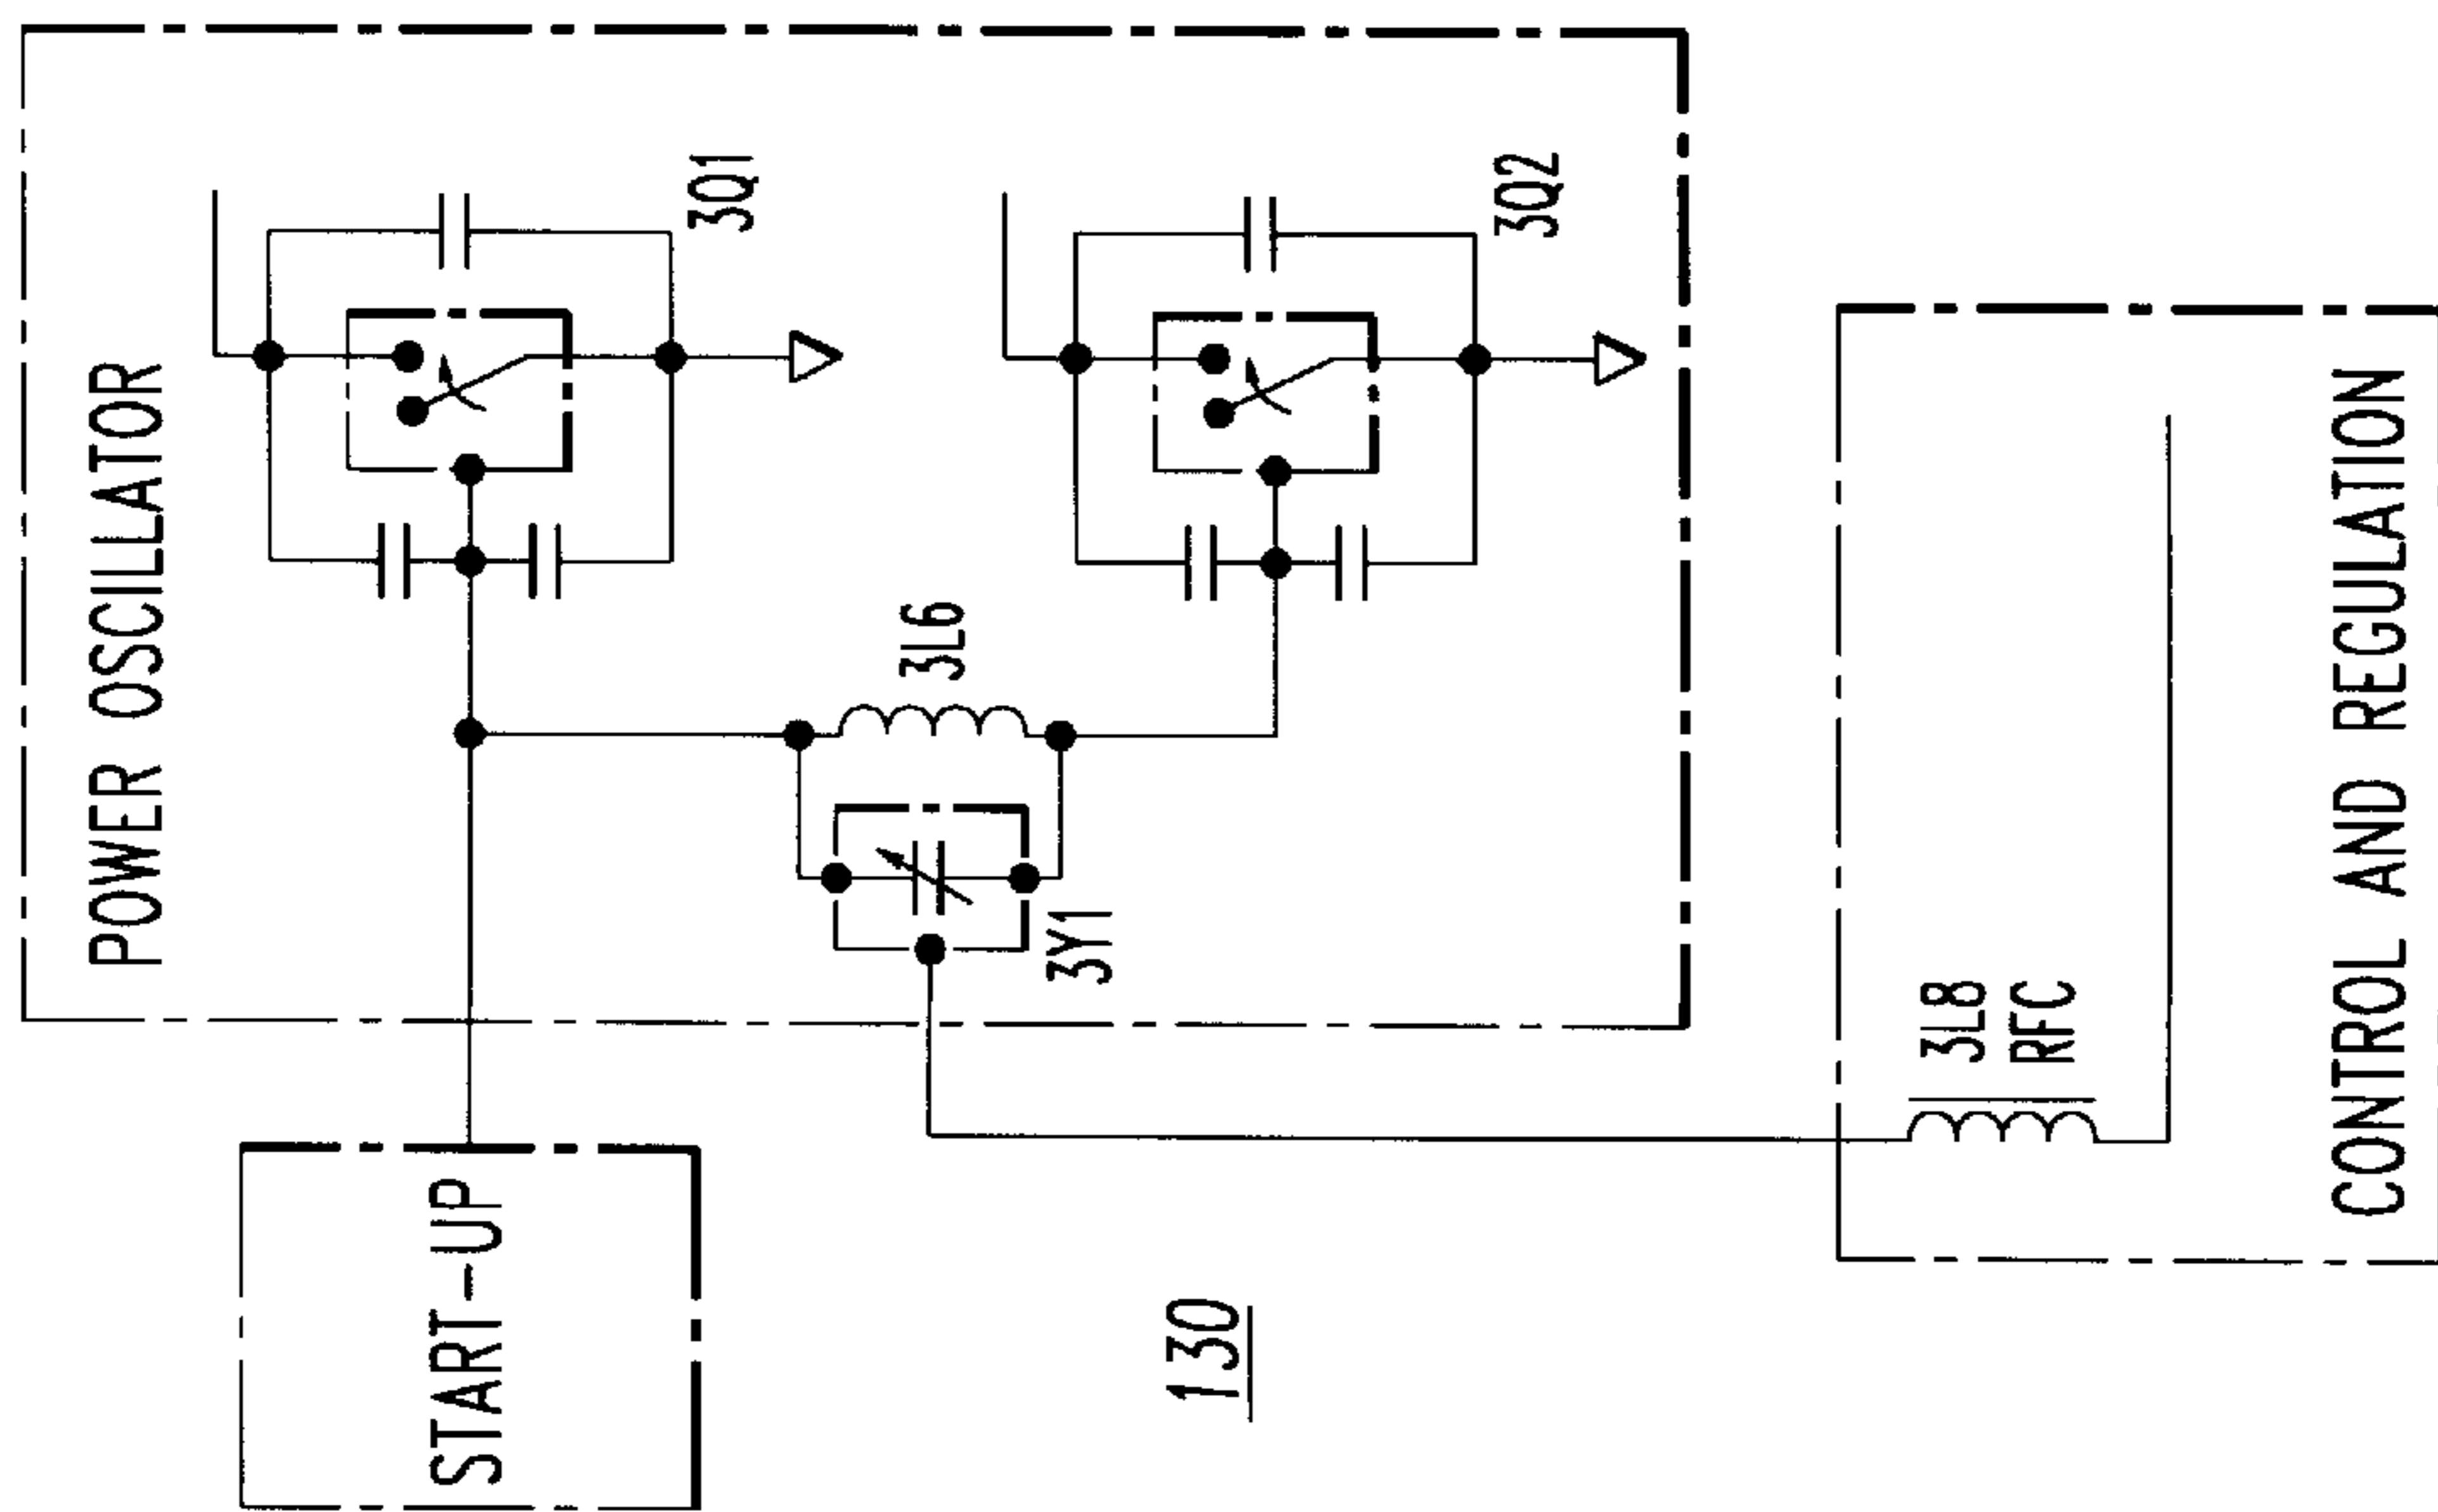 POWER OSCILLATOR
3Q1
3Q2
3L6
3Y1
START-UP
130
3L8
RFC
CONTROL AND REGULATION